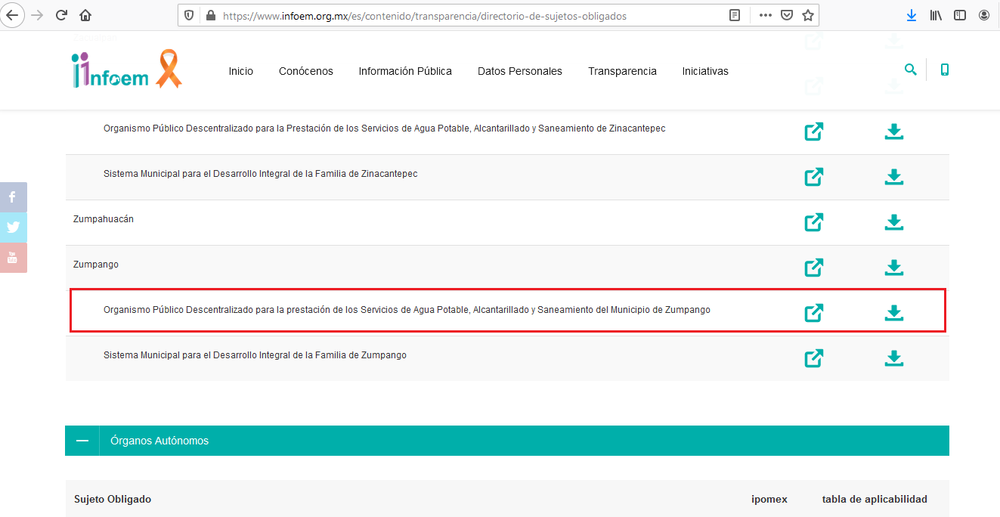 https://www.infoem.org.mx/es/contenido/transparencia/directorio-de-sujetos-obligados
infoem
Inicio Conócenos Información Pública Datos Personales Transparencia Iniciativas
Organismo Público Descentralizado para la Prestación de los Servicios de Agua Potable, Alcantarillado y Saneamiento de Zinacantepec
Sistema Municipal para el Desarrollo Integral de la Familia de Zinacantepec
Zumpahuacán
Zumpango
Organismo Público Descentralizado para la prestación de los Servicios de Agua Potable, Alcantarillado y Saneamiento del Municipio de Zumpango
Sistema Municipal para el Desarrollo Integral de la Familia de Zumpango
Órganos Autónomos
Sujeto Obligado ipomex tabla de aplicabilidad